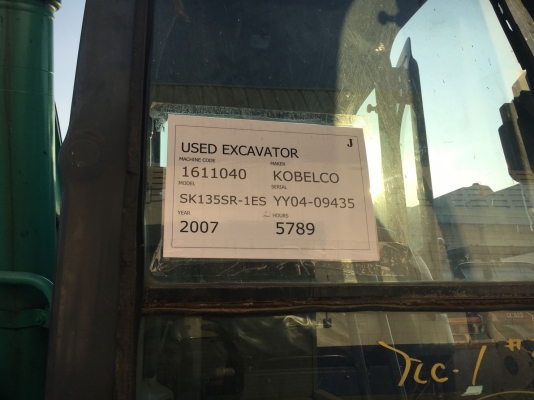 J
USED EXCAVATOR
MACHINE CODE MAKER
1611040 KOBELCO
MODEL SERIAL
SK135SR-1ES YY04-09435
YEAR HOURS
2007 5789